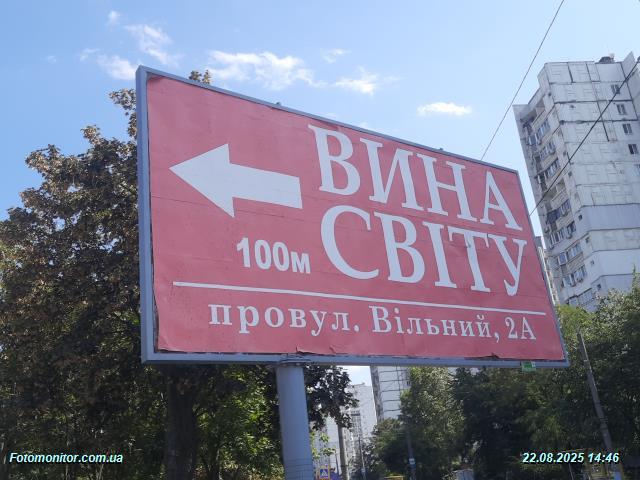 ВИНА
СВІТУ
100м
провул. Вільний, 2А
Fotomonitor.com.ua
22.08.2025 14:46